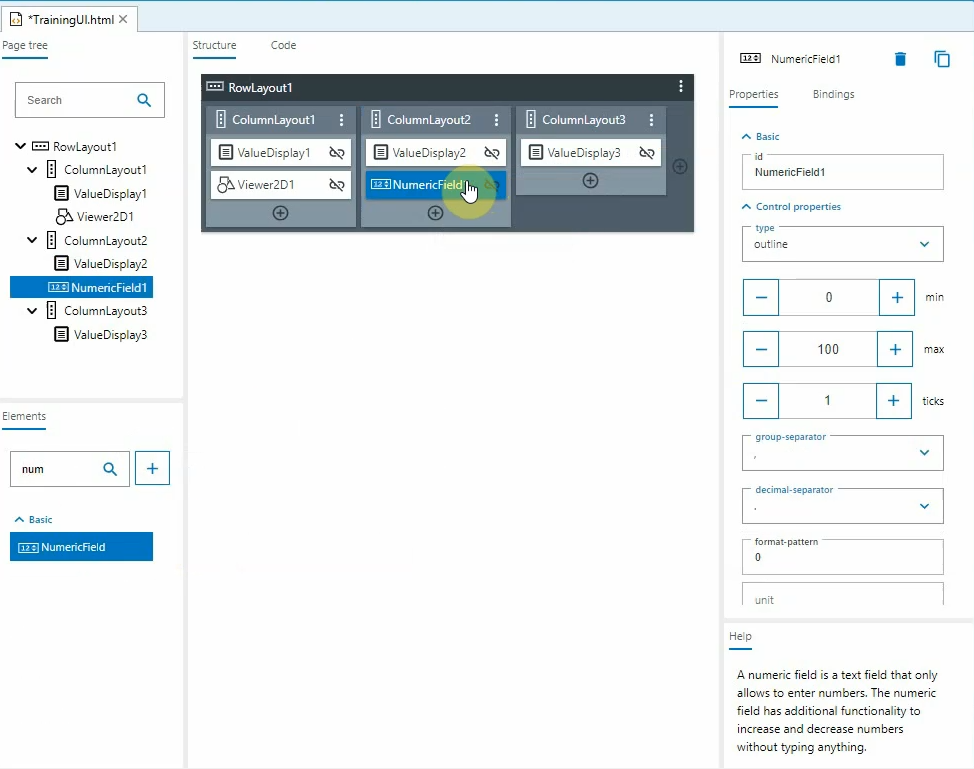 *TrainingUI.html
Page tree
Search
RowLayout1
ColumnLayout1
ValueDisplay1
Viewer2D1
ColumnLayout2
ValueDisplay2
NumericField1
ColumnLayout3
ValueDisplay3
Elements
num
Basic
NumericField
Structure
Code
RowLayout1
ColumnLayout1
ColumnLayout2
ColumnLayout3
ValueDisplay1
ValueDisplay2
ValueDisplay3
Viewer2D1
NumericField
NumericField1
Properties
Bindings
Basic
id
NumericField1
Control properties
type
outline
0
min
100
max
1
ticks
group-separator
,
decimal-separator
.
format-pattern
0
unit
Help
A numeric field is a text field that only
allows to enter numbers. The numeric
field has additional functionality to
increase and decrease numbers
without typing anything.